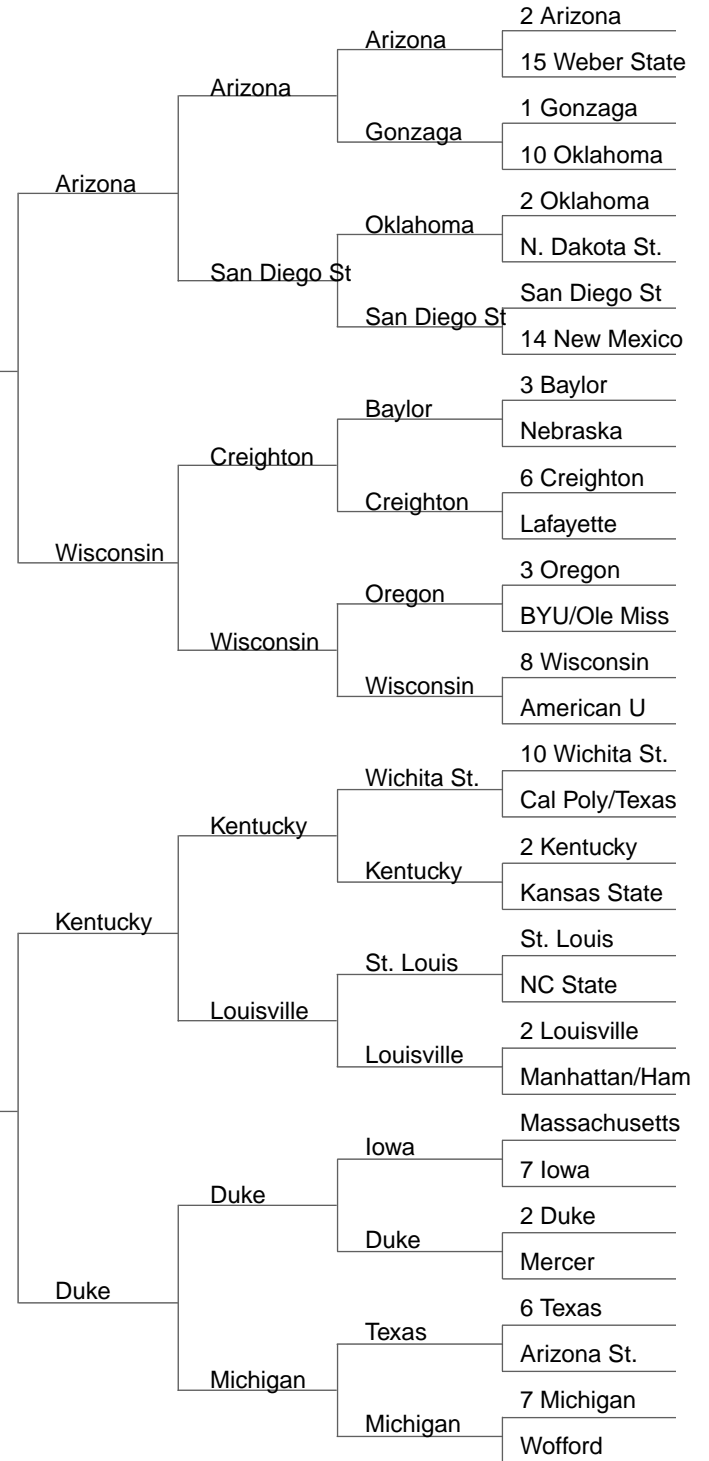 2 Arizona
Arizona
15 Weber State
Arizona
1 Gonzaga
Gonzaga
10 Oklahoma
Arizona
2 Oklahoma
Oklahoma
N. Dakota St.
San Diego St
San Diego St
San Diego St
14 New Mexico
3 Baylor
Baylor
Nebraska
Creighton
6 Creighton
Creighton
Lafayette
Wisconsin
3 Oregon
Oregon
BYU/Ole Miss
Wisconsin
8 Wisconsin
Wisconsin
American U
10 Wichita St.
Wichita St.
Cal Poly/Texas
Kentucky
2 Kentucky
Kentucky
Kansas State
Kentucky
St. Louis
St. Louis
NC State
Louisville
2 Louisville
Louisville
Manhattan/Ham
Massachusetts
Iowa
7 Iowa
Duke
2 Duke
Duke
Mercer
Duke
6 Texas
Texas
Arizona St.
Michigan
7 Michigan
Michigan
Wofford